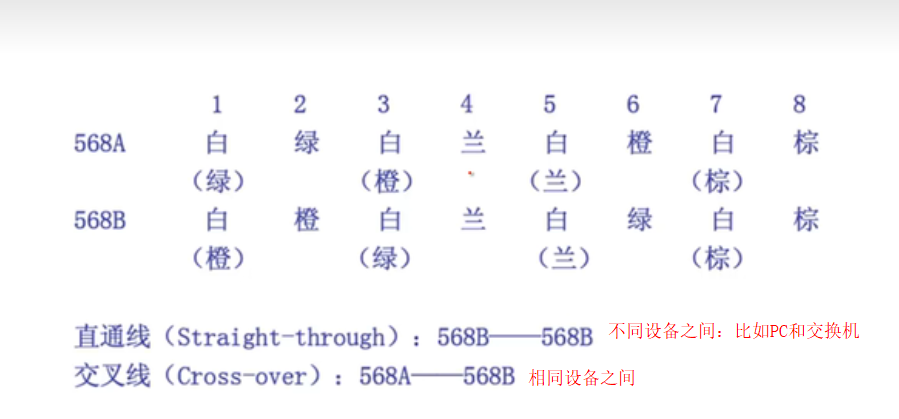 1 2 3 4 5 6 7 8
568A 白 绿 白 兰 白 橙 白 棕
（绿） （橙） （兰） （棕）
568B 白 橙 白 兰 白 绿 白 棕
（橙） （绿） （兰） （棕）
直通线（Straight-through）：568B——568B 不同设备之间：比如PC和交换机
交叉线（Cross-over）：568A——568B 相同设备之间